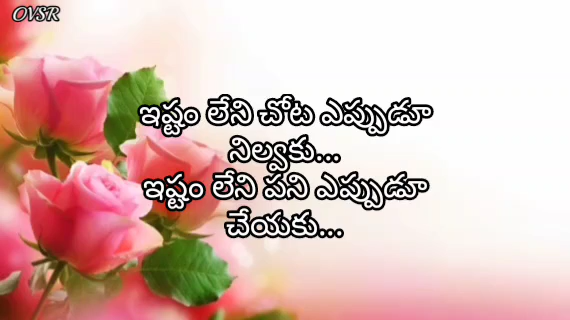 OVSR
ఇష్టం లేని చోట ఎప్పుడూ
నిల్వకు...
ఇష్టం లేని పని ఎప్పుడూ
చేయకు...